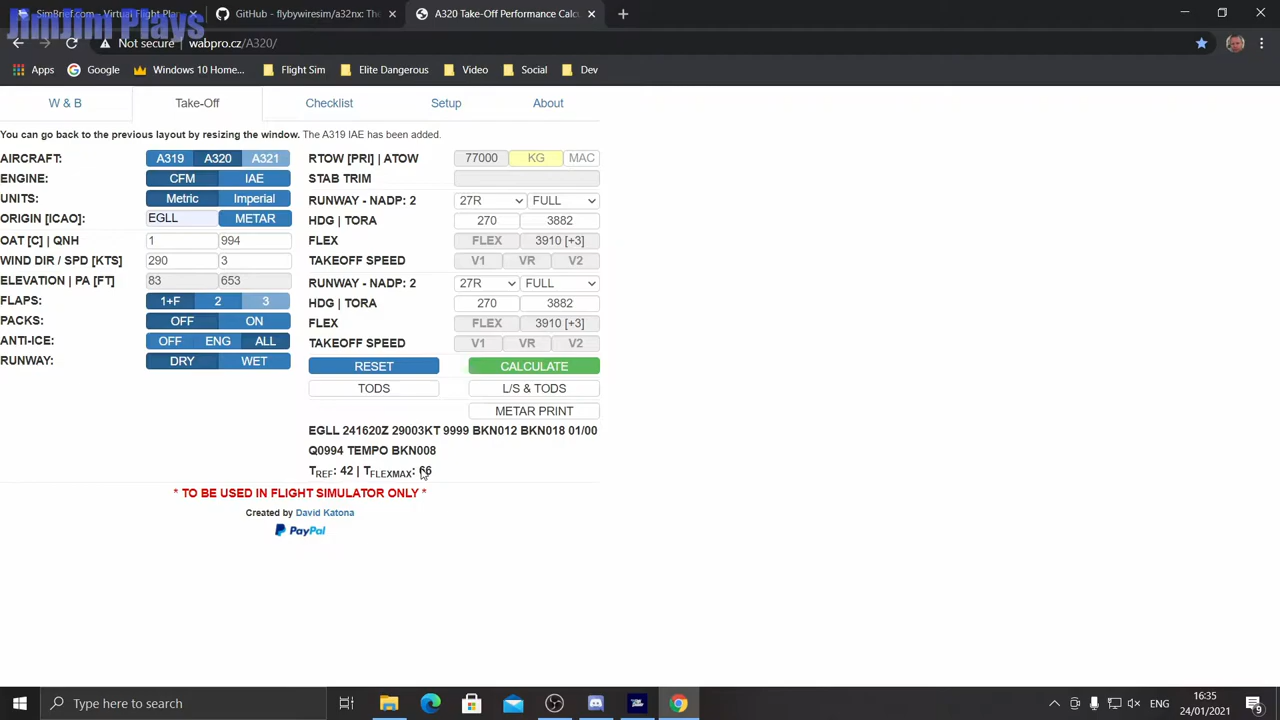 JimJim Plays
SimBrief.com - Virtual Flight Plan
GitHub - flybywiresim/a32nx: The
A320 Take-Off Performance Calc
Not secure
wabpro.cz/A320/
Apps
Google
Windows 10 Home...
Flight Sim
Elite Dangerous
Video
Social
Dev
W & B
Take-Off
Checklist
Setup
About
You can go back to the previous layout by resizing the window. The A319 IAE has been added.
AIRCRAFT: A319 A320 A321
ENGINE: CFM IAE
UNITS: Metric Imperial
ORIGIN [ICAO]: EGLL METAR
OAT [C] | QNH 1 994
WIND DIR / SPD [KTS] 290 3
ELEVATION | PA [FT] 83 653
FLAPS: 1+F 2 3
PACKS: OFF ON
ANTI-ICE: OFF ENG ALL
RUNWAY: DRY WET
RTOW [PRI] | ATOW 77000 KG MAC
STAB TRIM
RUNWAY - NADP: 2 27R FULL
HDG | TORA 270 3882
FLEX FLEX 3910 [+3]
TAKEOFF SPEED V1 VR V2
RUNWAY - NADP: 2 27R FULL
HDG | TORA 270 3882
FLEX FLEX 3910 [+3]
TAKEOFF SPEED V1 VR V2
RESET CALCULATE
TODS L/S & TODS
METAR PRINT
EGLL 241620Z 29003KT 9999 BKN012 BKN018 01/00
Q0994 TEMPO BKN008
TREF: 42 | TFLEXMAX: 66
* TO BE USED IN FLIGHT SIMULATOR ONLY *
Created by David Katona
PayPal
Type here to search
ENG
16:35
24/01/2021
9